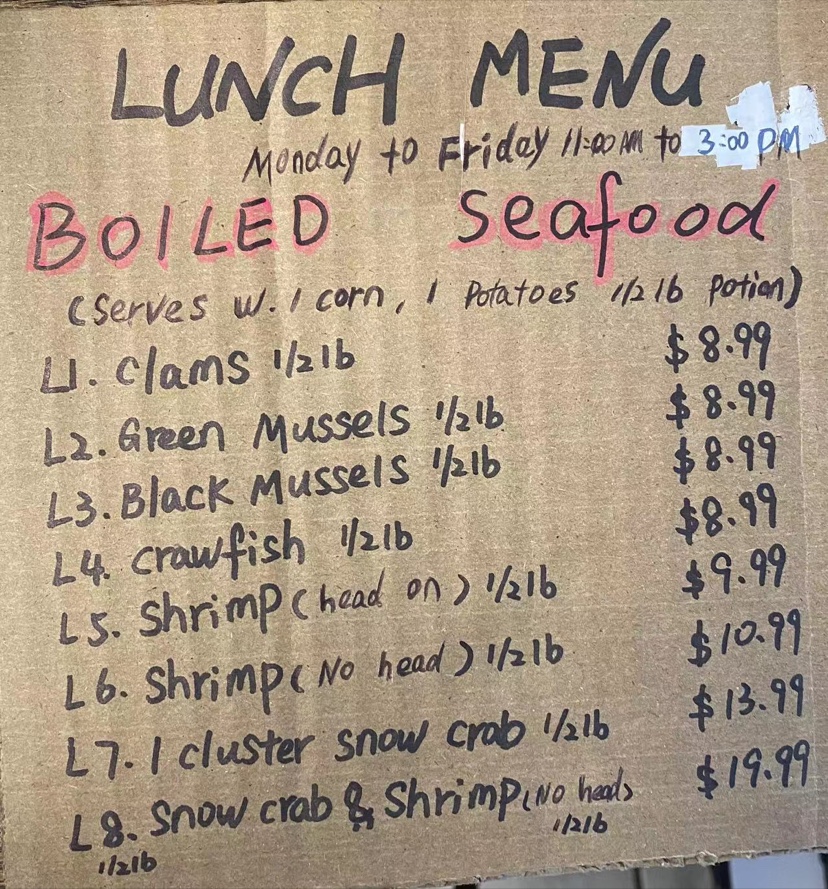 LUNCH MENU
Monday to Friday 11:00 AM to 3:00 PM
BOILED Seafood
(Serves w. 1 corn, 1 Potatoes 1/2 lb potion)
L1. Clams 1/2 lb $8.99
L2. Green Mussels 1/2 lb $8.99
L3. Black Mussels 1/2 lb $8.99
L4. Crawfish 1/2 lb $8.99
L5. Shrimp (head on) 1/2 lb $9.99
L6. Shrimp (No head) 1/2 lb $10.99
L7. 1 cluster snow crab 1/2 lb $13.99
L8. Snow crab & Shrimp (No head) $19.99
1/2 lb 1/2 lb